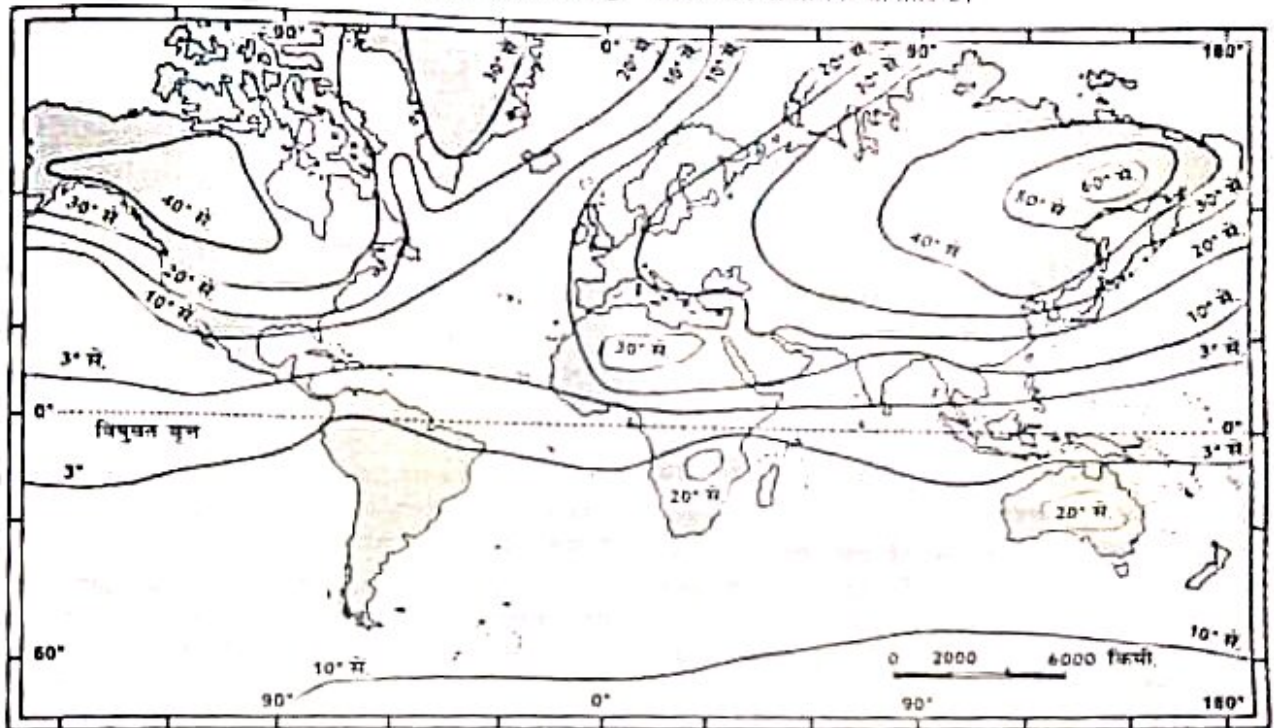 90° 0° 90° 180°
30° से 20° से 10° से 10° से 20° से 10° से
40° से
30° से
20° से
10° से
60° से
50° से
40° से
30° से
20° से
10° से
3° से
30° से
3° से.
0°
विषुवत वृत्त
0°
3°
3° से
20° से.
20° से.
60°
10° से.
10° से
0 2000 6000 किमी.
90° 0° 90° 180°